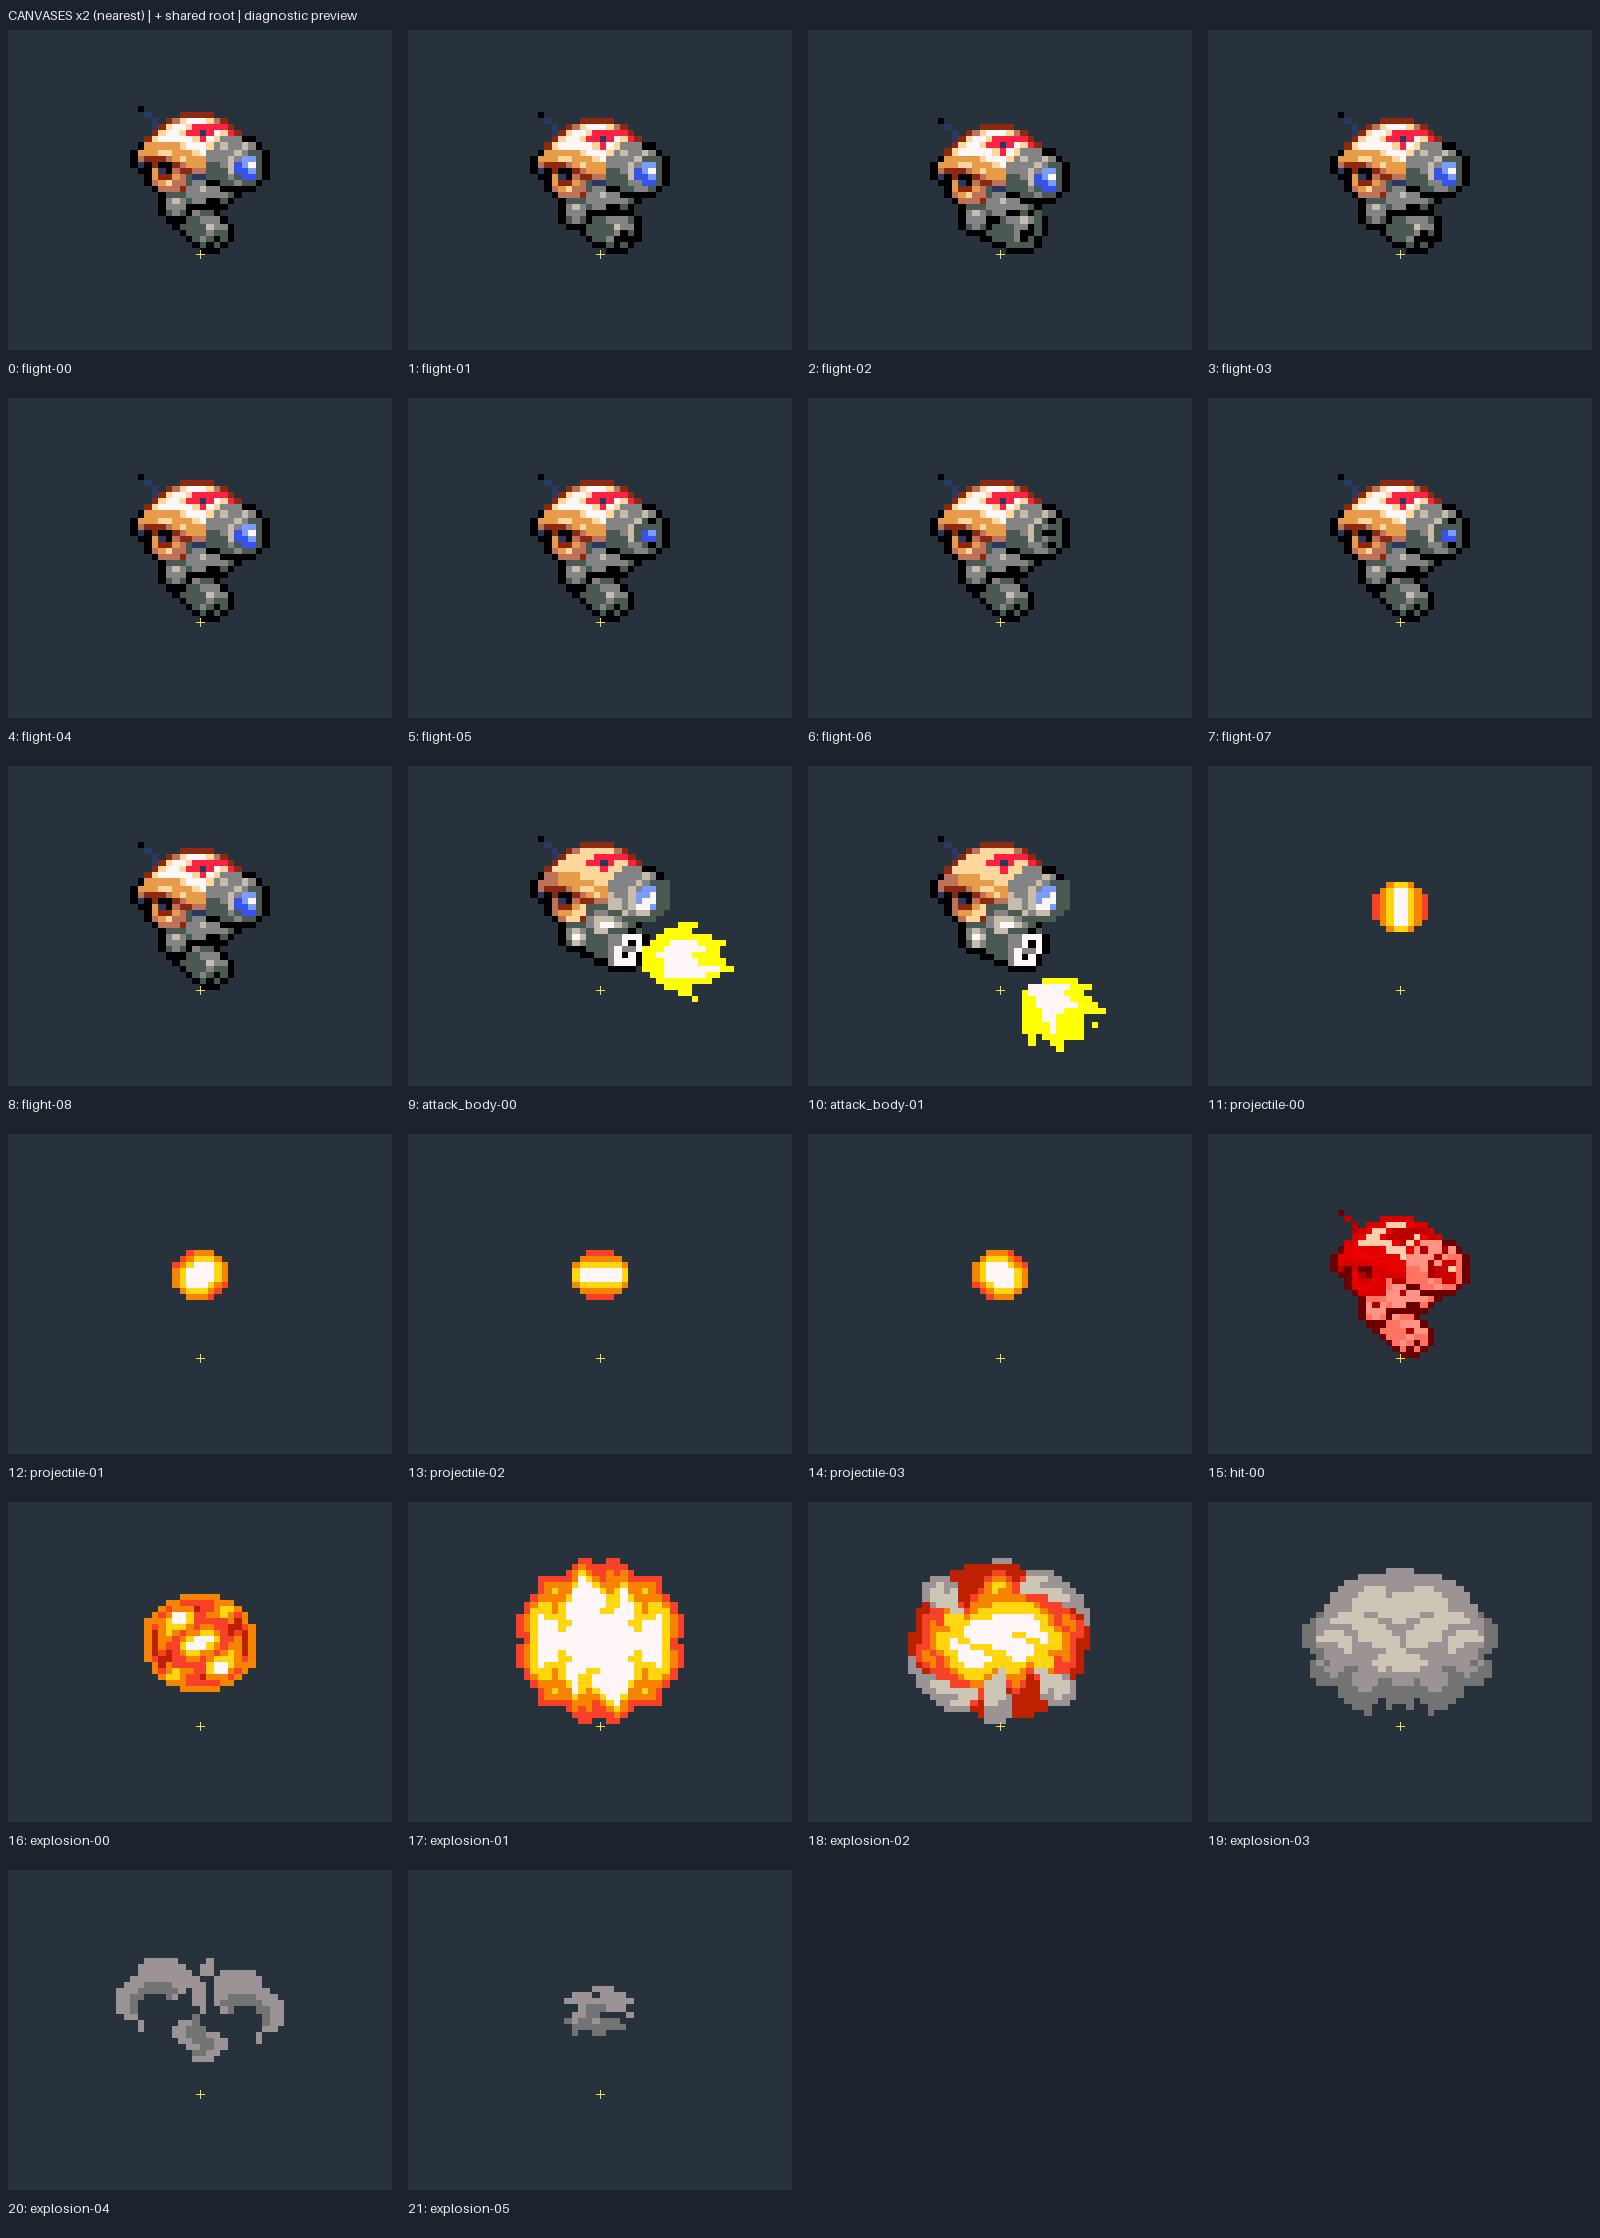 CANVASES x2 (nearest) | + shared root | diagnostic preview
0: flight-00
1: flight-01
2: flight-02
3: flight-03
4: flight-04
5: flight-05
6: flight-06
7: flight-07
8: flight-08
9: attack_body-00
10: attack_body-01
11: projectile-00
12: projectile-01
13: projectile-02
14: projectile-03
15: hit-00
16: explosion-00
17: explosion-01
18: explosion-02
19: explosion-03
20: explosion-04
21: explosion-05